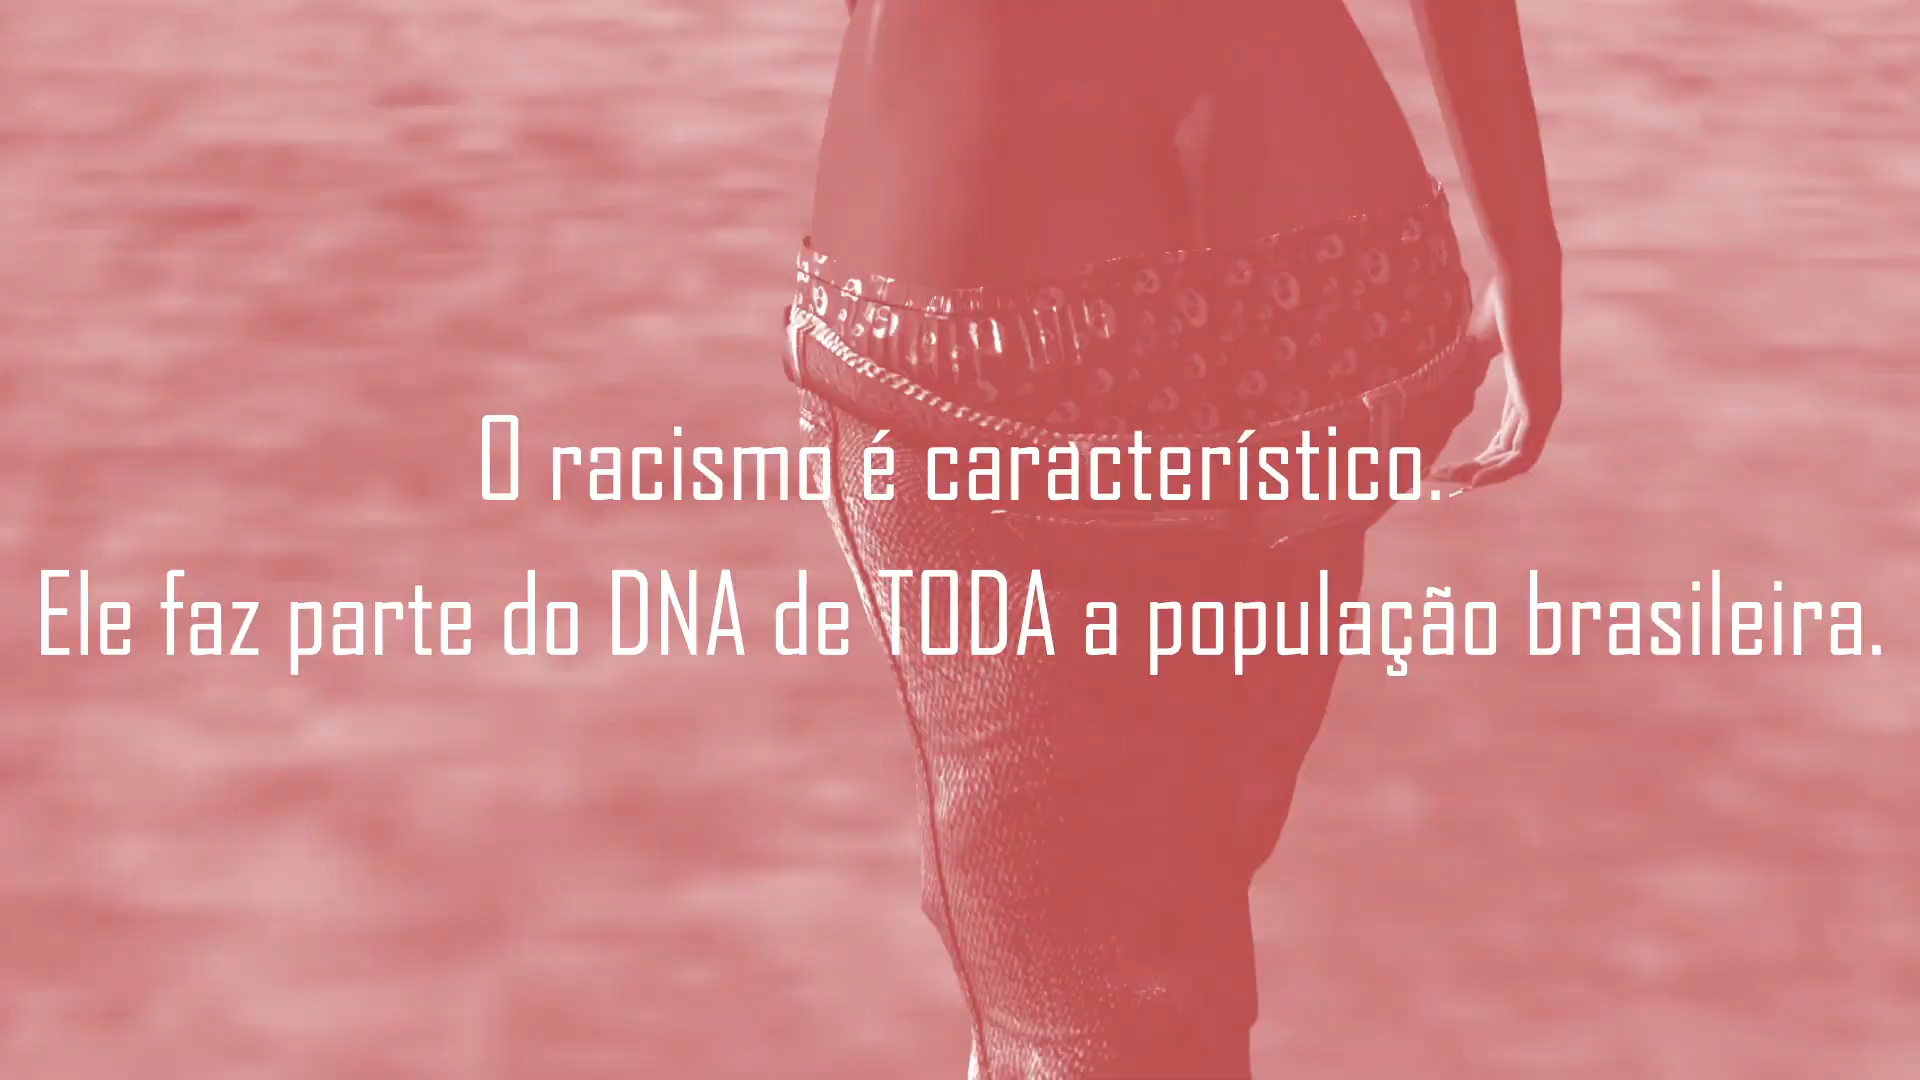 O racismo é característico.
Ele faz parte do DNA de TODA a população brasileira.